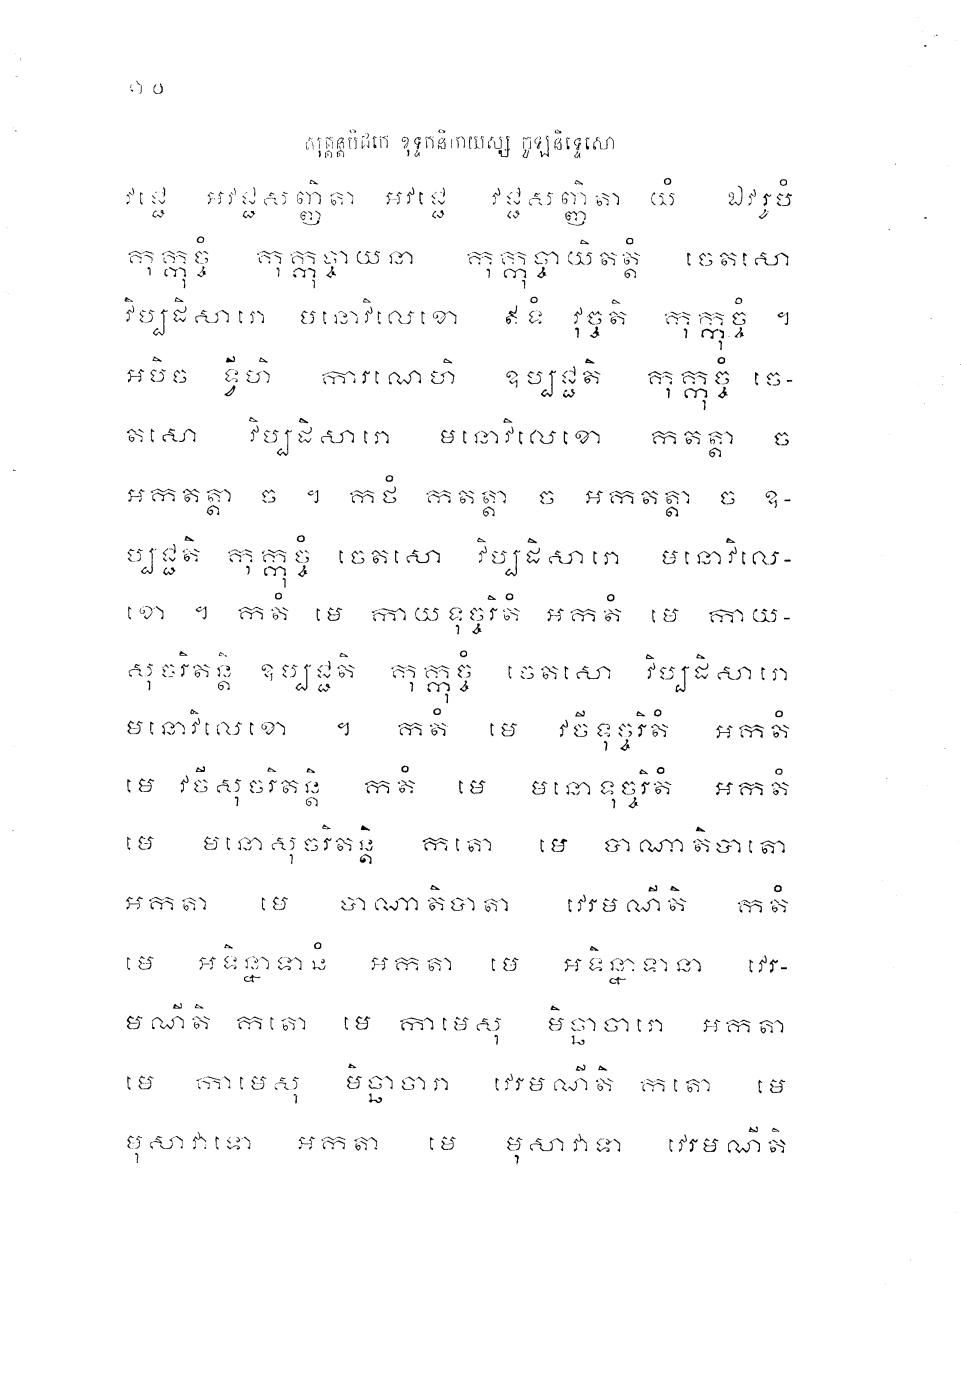 ១០
សុត្តន្តបិដកេ ខុទ្ទកនិកាយស្ស ចូឡនិទ្ទេសោ
វជ្ជេ អវជ្ជសញ្ញិតា អវជ្ជេ វជ្ជសញ្ញិតា យំ ឯវរូបំ
កុក្កុច្ចំ កុក្កុច្ចាយនា កុក្កុច្ចាយិតត្តំ ចេតសោ
វិប្បដិសារោ មនោវិលេខោ ឥទំ វុច្ចតិ កុក្កុច្ចំ ។
អបិច ទ្វីហិ ការណេហិ ឧប្បជ្ជតិ កុក្កុច្ចំ ចេ-
តសោ វិប្បដិសារោ មនោវិលេខោ កតត្តា ច
អកតត្តា ច ។ កថំ កតត្តា ច អកតត្តា ច ឧ-
ប្បជ្ជតិ កុក្កុច្ចំ ចេតសោ វិប្បដិសារោ មនោវិលេ-
ខោ ។ កតំ មេ កាយទុច្ចរិតំ អកតំ មេ កាយ-
សុចរិតន្តិ ឧប្បជ្ជតិ កុក្កុច្ចំ ចេតសោ វិប្បដិសារោ
មនោវិលេខោ ។ កតំ មេ វចីទុច្ចរិតំ អកតំ
មេ វចីសុចរិតន្តិ កតំ មេ មនោទុច្ចរិតំ អកតំ
មេ មនោសុចរិតន្តិ កតោ មេ បាណាតិបាតោ
អកតា មេ បាណាតិបាតា វេរមណីតិ កតំ
មេ អទិន្នាទានំ អកតា មេ អទិន្នាទានា វេរ-
មណីតិ កតោ មេ កាមេសុ មិច្ឆាចារោ អកតា
មេ កាមេសុ មិច្ឆាចារា វេរមណីតិ កតោ មេ
មុសាវាទោ អកតា មេ មុសាវាទា វេរមណីតិ